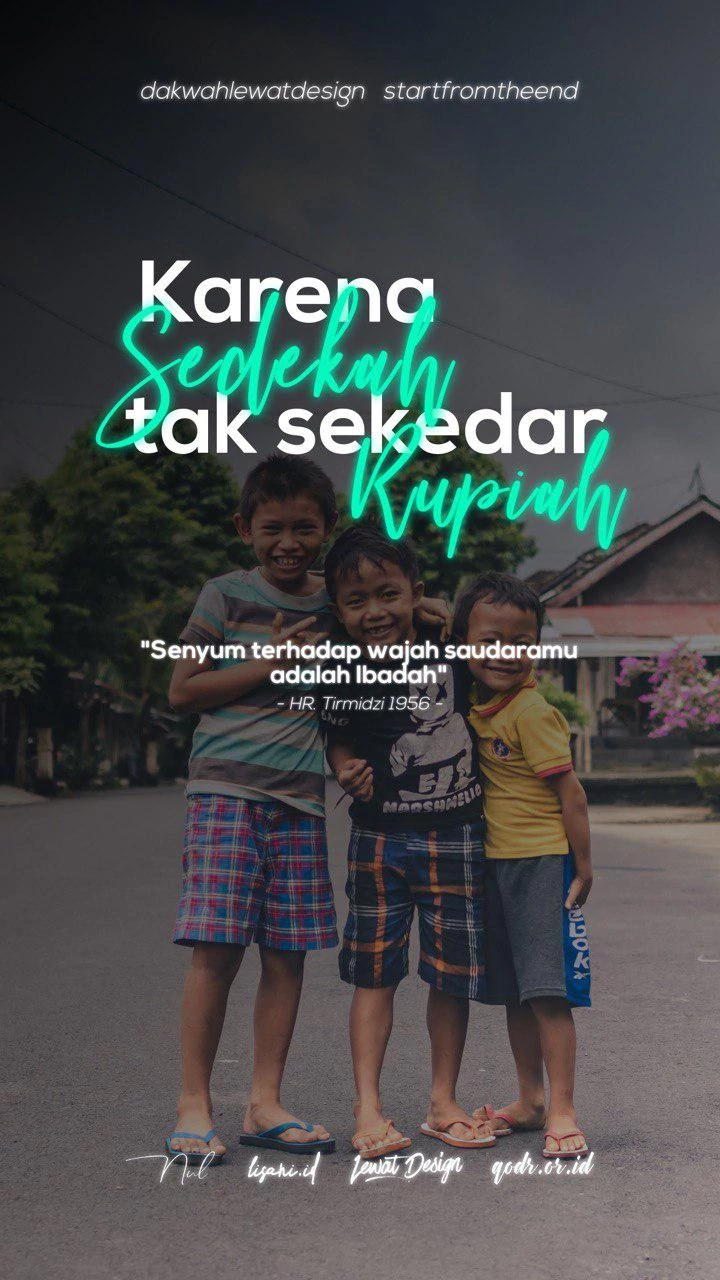 dakwahlewatdesign startfromtheend
Karena
Sedekah
tak sekedar
Rupiah
"Senyum terhadap wajah saudaramu
adalah Ibadah"
- HR. Tirmidzi 1956 -
MARSHMELLO
Nul lisani.id Lewat Design qodr.or.id